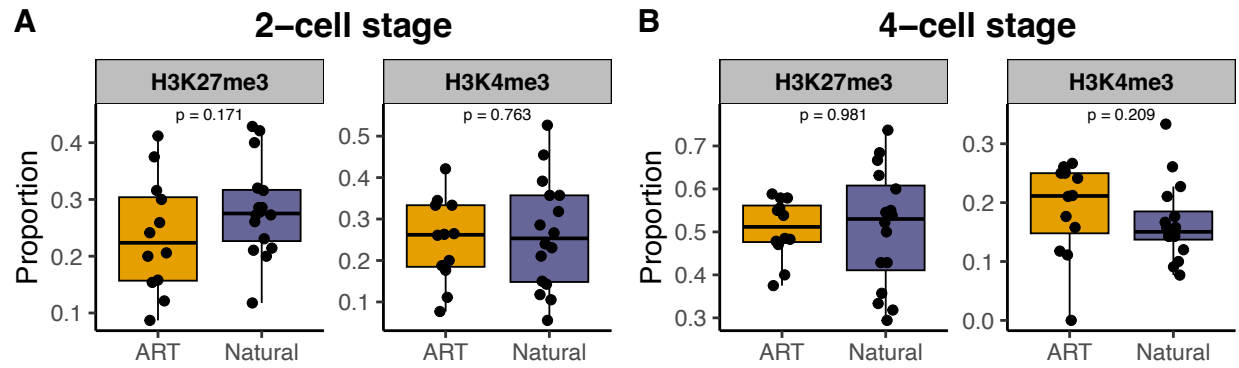 A
2–cell stage
H3K27me3
H3K4me3
p = 0.171
p = 0.763
Proportion
0.4
0.3
0.2
0.1
0.5
0.4
0.3
0.2
0.1
ART
Natural
ART
Natural
B
4–cell stage
H3K27me3
H3K4me3
p = 0.981
p = 0.209
Proportion
0.7
0.6
0.5
0.4
0.3
0.3
0.2
0.1
0.0
ART
Natural
ART
Natural